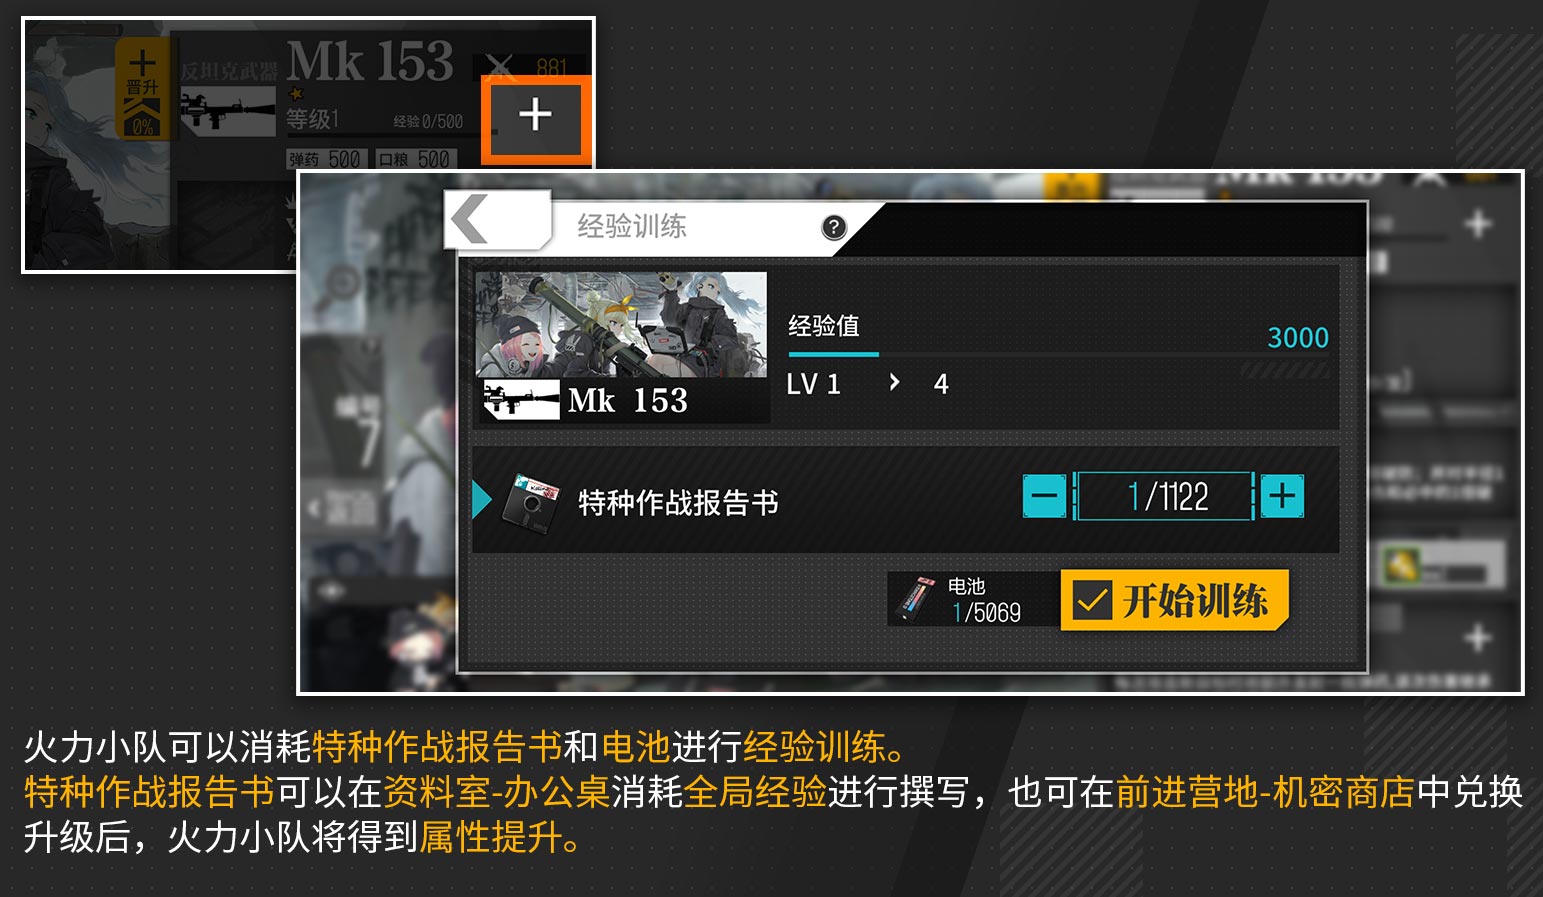 晋升
0%
反坦克武器
Mk 153
881
等级1
经验0/500
弹药 500
口粮 500
经验训练
?
经验值
3000
LV 1 > 4
Mk 153
特种作战报告书
1/1122
电池
1/5069
开始训练
编号
7
返回
火力小队可以消耗特种作战报告书和电池进行经验训练。
特种作战报告书可以在资料室-办公桌消耗全局经验进行撰写，也可在前进营地-机密商店中兑换
升级后，火力小队将得到属性提升。